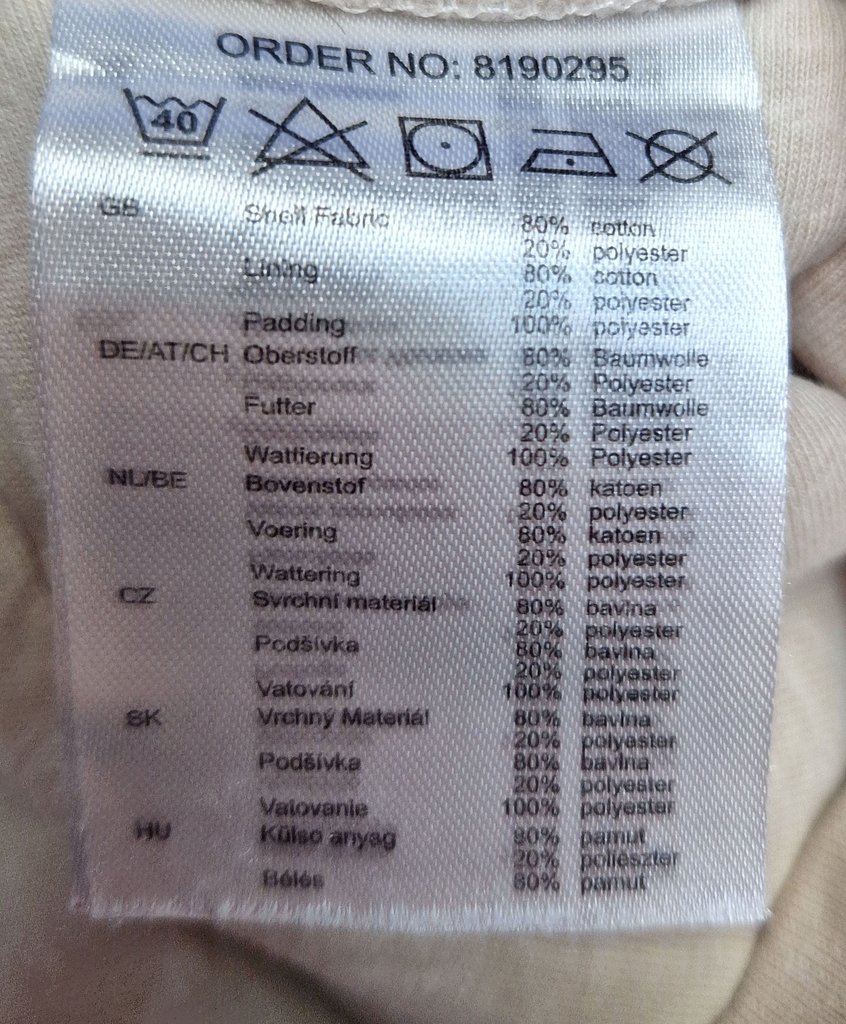 ORDER NO: 8190295
40
GB Shell Fabric 80% cotton
20% polyester
Lining 80% cotton
20% polyester
Padding 100% polyester
DE/AT/CH Oberstoff 80% Baumwolle
20% Polyester
Futter 80% Baumwolle
20% Polyester
Wattierung 100% Polyester
NL/BE Bovenstof 80% katoen
20% polyester
Voering 80% katoen
20% polyester
Wattering 100% polyester
CZ Svrchní materiál 80% bavlna
20% polyester
Podšívka 80% bavlna
20% polyester
Vatování 100% polyester
SK Vrchný Materiál 80% bavlna
20% polyester
Podšívka 80% bavlna
20% polyester
Vatovanie 100% polyester
HU Külso anyag 80% pamut
20% poliészter
Bélés 80% pamut